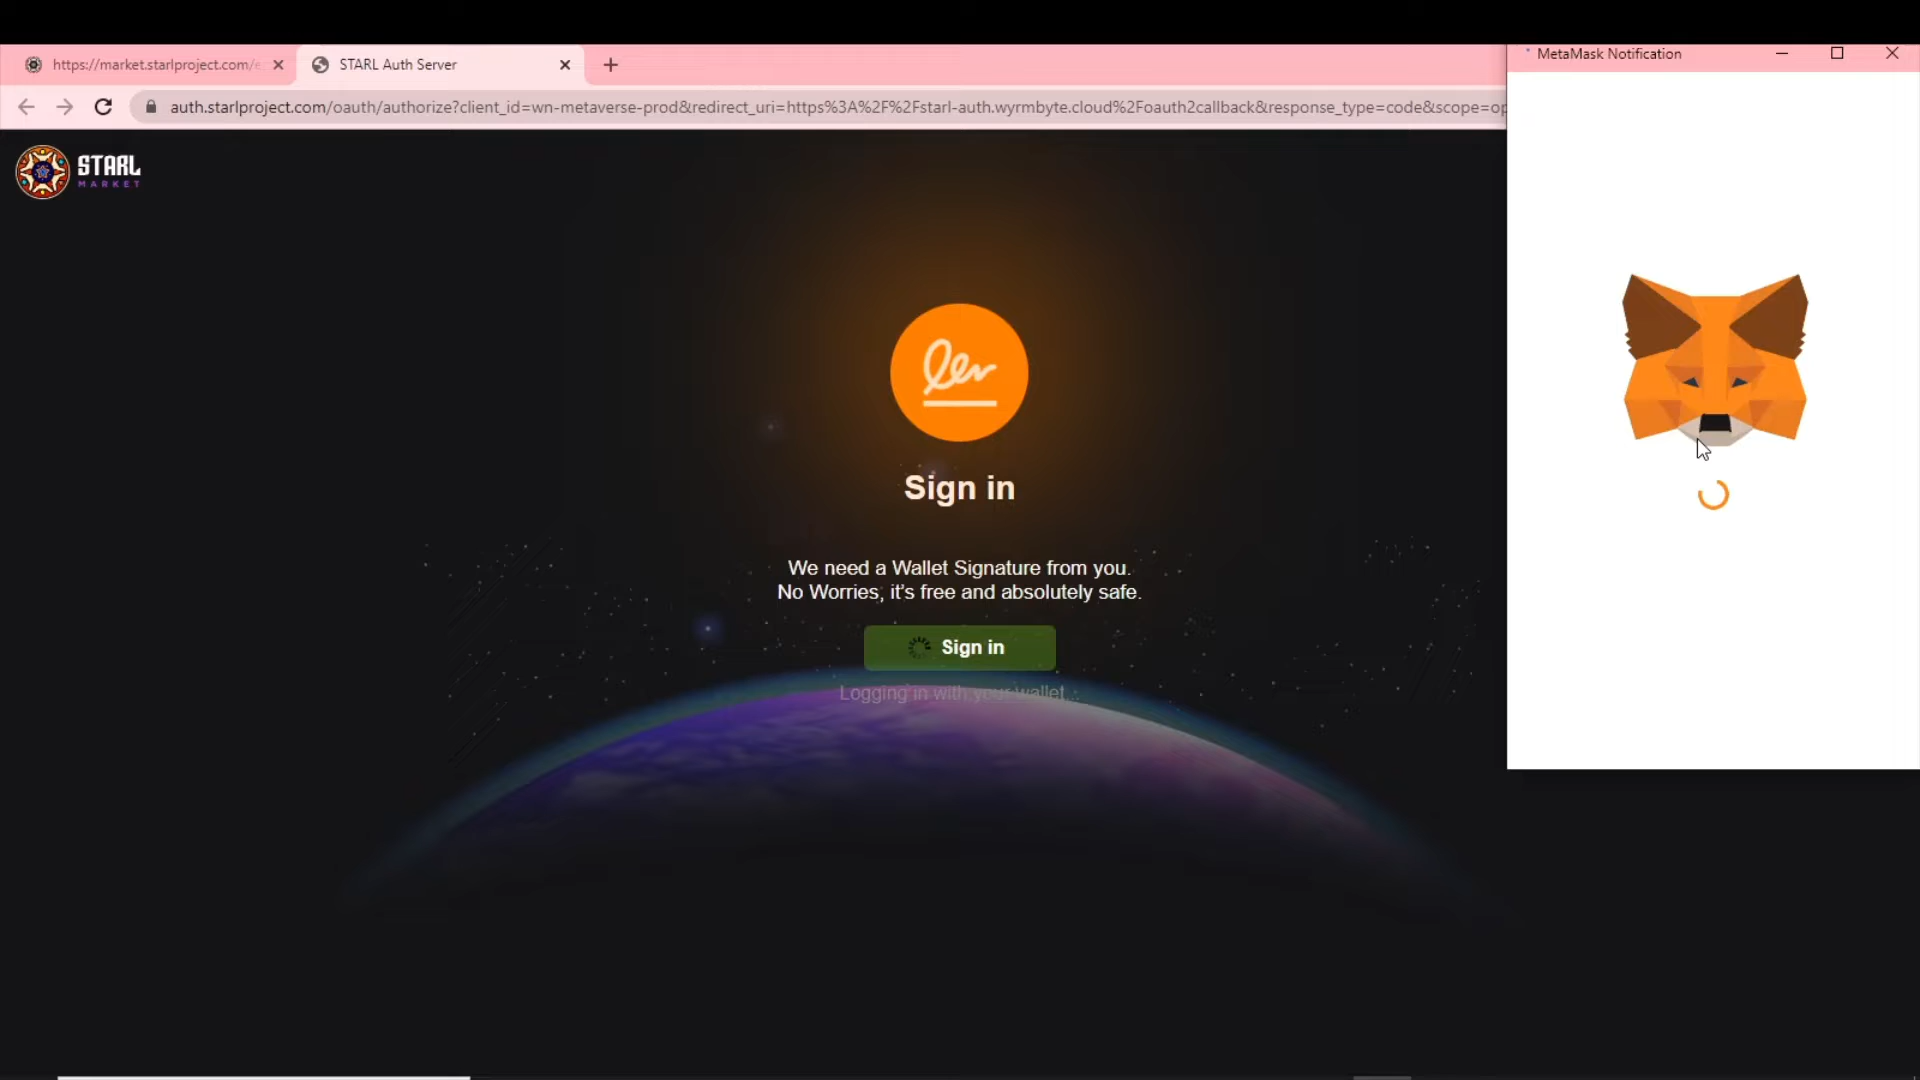 https://market.starlproject.com/e
STARL Auth Server
MetaMask Notification
auth.starlproject.com/oauth/authorize?client_id=wn-metaverse-prod&redirect_uri=https%3A%2F%2Fstarl-auth.wyrmbyte.cloud%2Foauth2callback&response_type=code&scope=op
STARL
MARKET
Sign in
We need a Wallet Signature from you.
No Worries, it's free and absolutely safe.
Sign in
Logging in with your wallet...